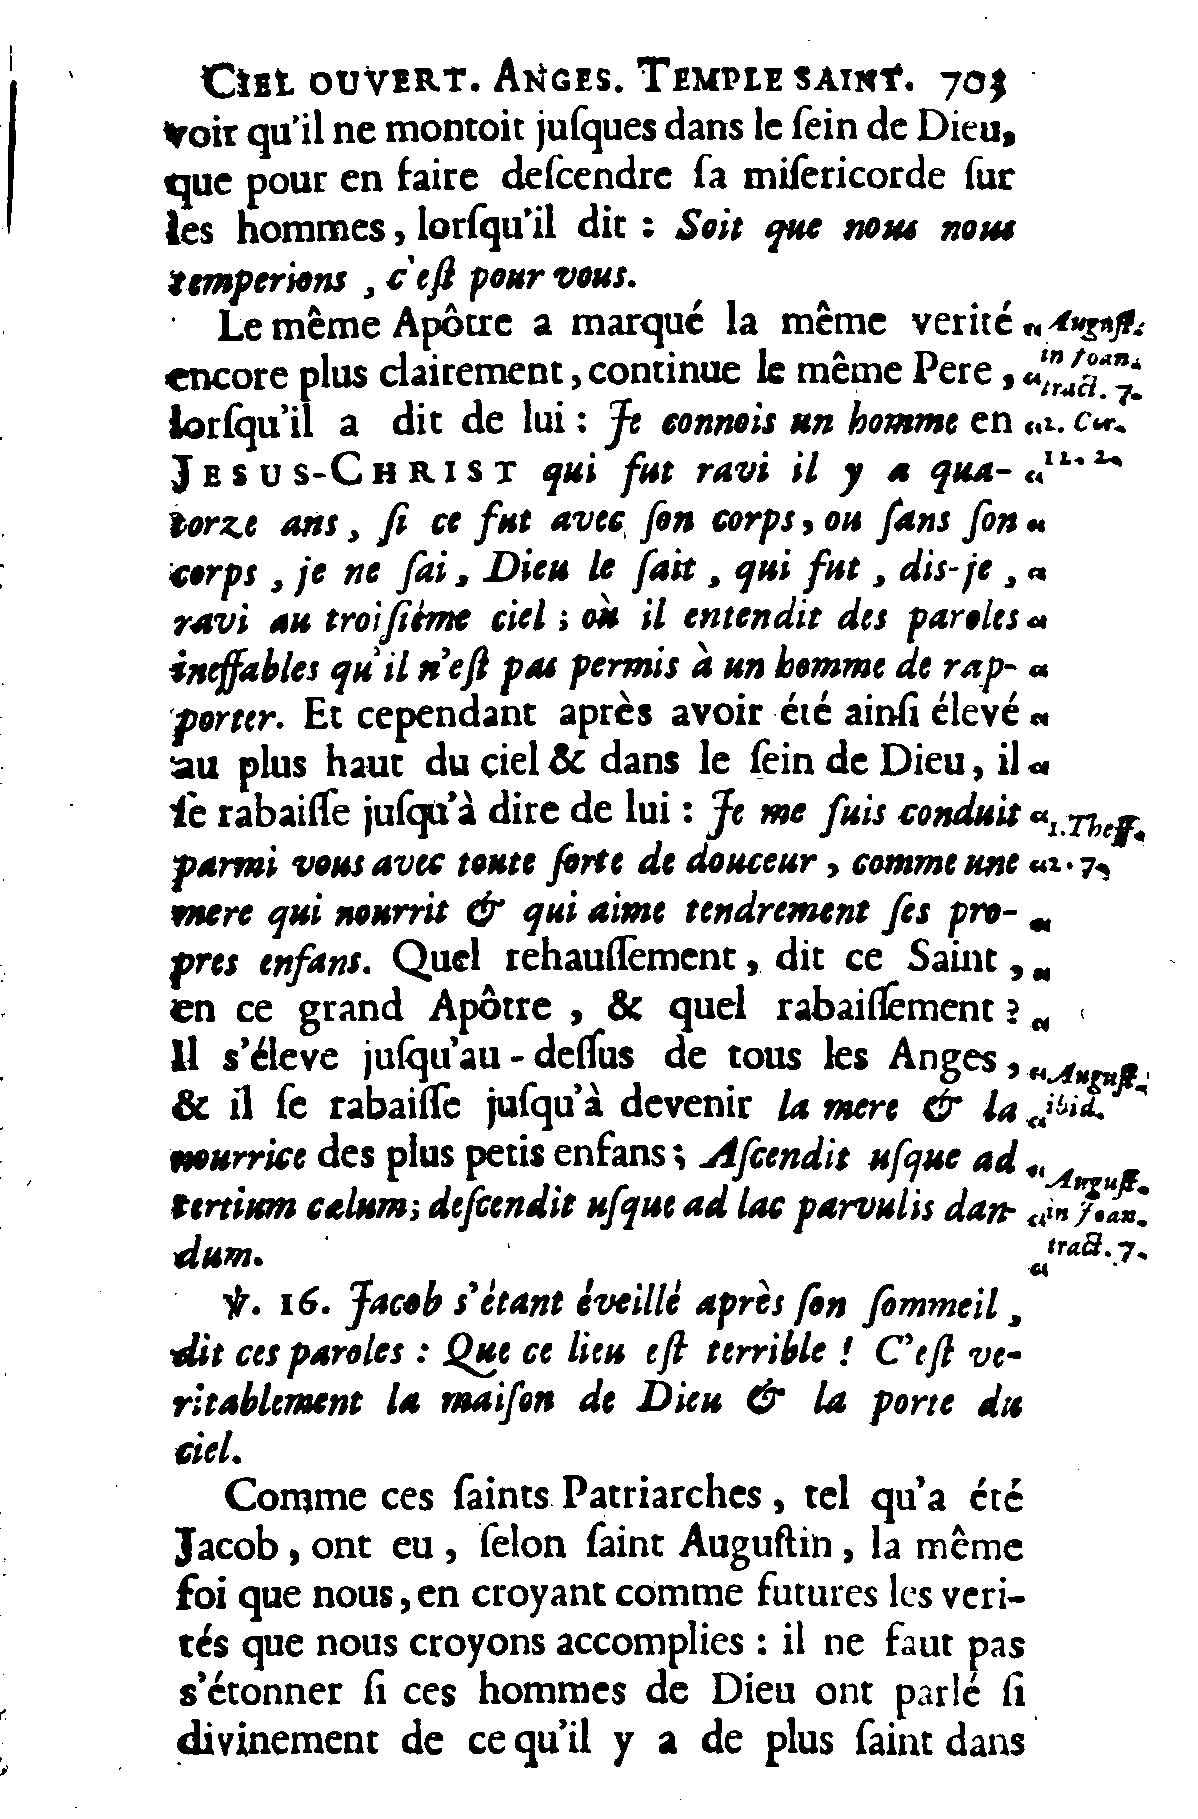 CIEL OUVERT. ANGES. TEMPLE SAINT. 703
voir qu'il ne montoit juſques dans le ſein de Dieu,
que pour en faire deſcendre ſa miſericorde ſur
les hommes, lorſqu'il dit : Soit que nous nous
temperions, c'eſt pour vous.
Le même Apôtre a marqué la même verité « Auguſt.
encore plus clairement, continue le même Pere, « in Joan. tract. 7.
lorſqu'il a dit de lui : Je connois un homme en « 2. Cor.
JESUS-CHRIST qui fut ravi il y a qua- « 12. 2.
torze ans, ſi ce fut avec ſon corps, ou ſans ſon «
corps, je ne ſai, Dieu le ſait, qui fut, dis-je, «
ravi au troiſiéme ciel ; où il entendit des paroles «
ineffables qu'il n'eſt pas permis à un homme de rap- «
porter. Et cependant après avoir été ainſi élevé «
au plus haut du ciel & dans le ſein de Dieu, il «
ſe rabaiſſe juſqu'à dire de lui : Je me ſuis conduit « 1. Theſſ.
parmi vous avec toute ſorte de douceur, comme une « 2. 7.
mere qui nourrit & qui aime tendrement ſes pro- «
pres enfans. Quel rehauſſement, dit ce Saint, «
en ce grand Apôtre, & quel rabaiſſement ? «
Il s'éleve juſqu'au-deſſus de tous les Anges, « Auguſt.
& il ſe rabaiſſe juſqu'à devenir la mere & la « ibid.
nourrice des plus petis enfans ; Aſcendit uſque ad « Auguſt.
tertium cælum ; deſcendit uſque ad lac parvulis dan- « in Joan.
dum. « tract. 7.
℣. 16. Jacob s'étant éveillé après ſon ſommeil,
dit ces paroles : Que ce lieu eſt terrible ! C'eſt ve-
ritablement la maiſon de Dieu & la porte du
ciel.
Comme ces ſaints Patriarches, tel qu'a été
Jacob, ont eu, ſelon ſaint Auguſtin, la même
foi que nous, en croyant comme futures les veri-
tés que nous croyons accomplies : il ne faut pas
s'étonner ſi ces hommes de Dieu ont parlé ſi
divinement de ce qu'il y a de plus ſaint dans